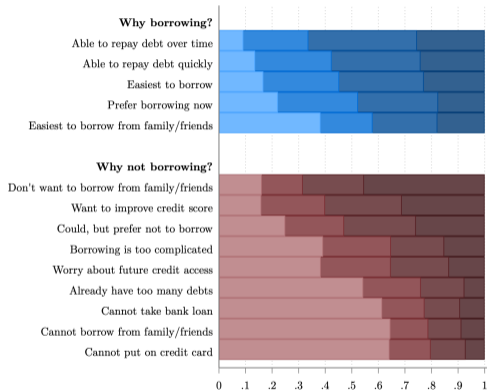 Why borrowing?
Able to repay debt over time
Able to repay debt quickly
Easiest to borrow
Prefer borrowing now
Easiest to borrow from family/friends
Why not borrowing?
Don't want to borrow from family/friends
Want to improve credit score
Could, but prefer not to borrow
Borrowing is too complicated
Worry about future credit access
Already have too many debts
Cannot take bank loan
Cannot borrow from family/friends
Cannot put on credit card
0 .1 .2 .3 .4 .5 .6 .7 .8 .9 1